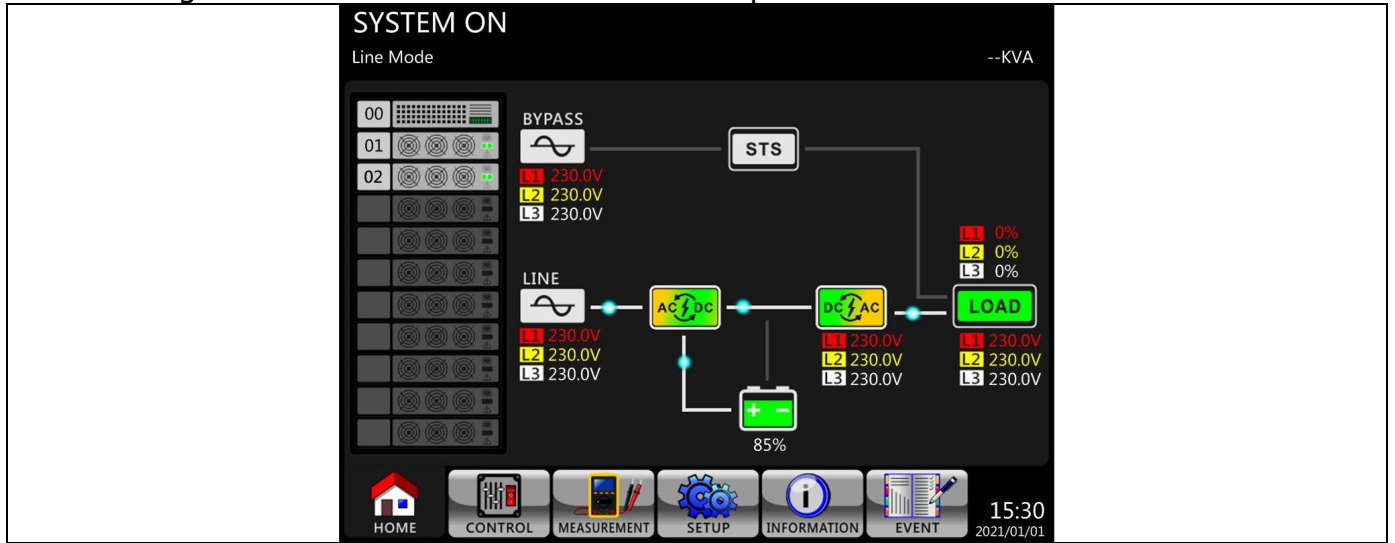 SYSTEM ON
Line Mode
--KVA
00
01
02
BYPASS
L1 230.0V
L2 230.0V
L3 230.0V
STS
L1 0%
L2 0%
L3 0%
LINE
L1 230.0V
L2 230.0V
L3 230.0V
AC DC
DC AC
L1 230.0V
L2 230.0V
L3 230.0V
LOAD
L1 230.0V
L2 230.0V
L3 230.0V
+ −
85%
HOME
CONTROL
MEASUREMENT
SETUP
INFORMATION
EVENT
15:30
2021/01/01